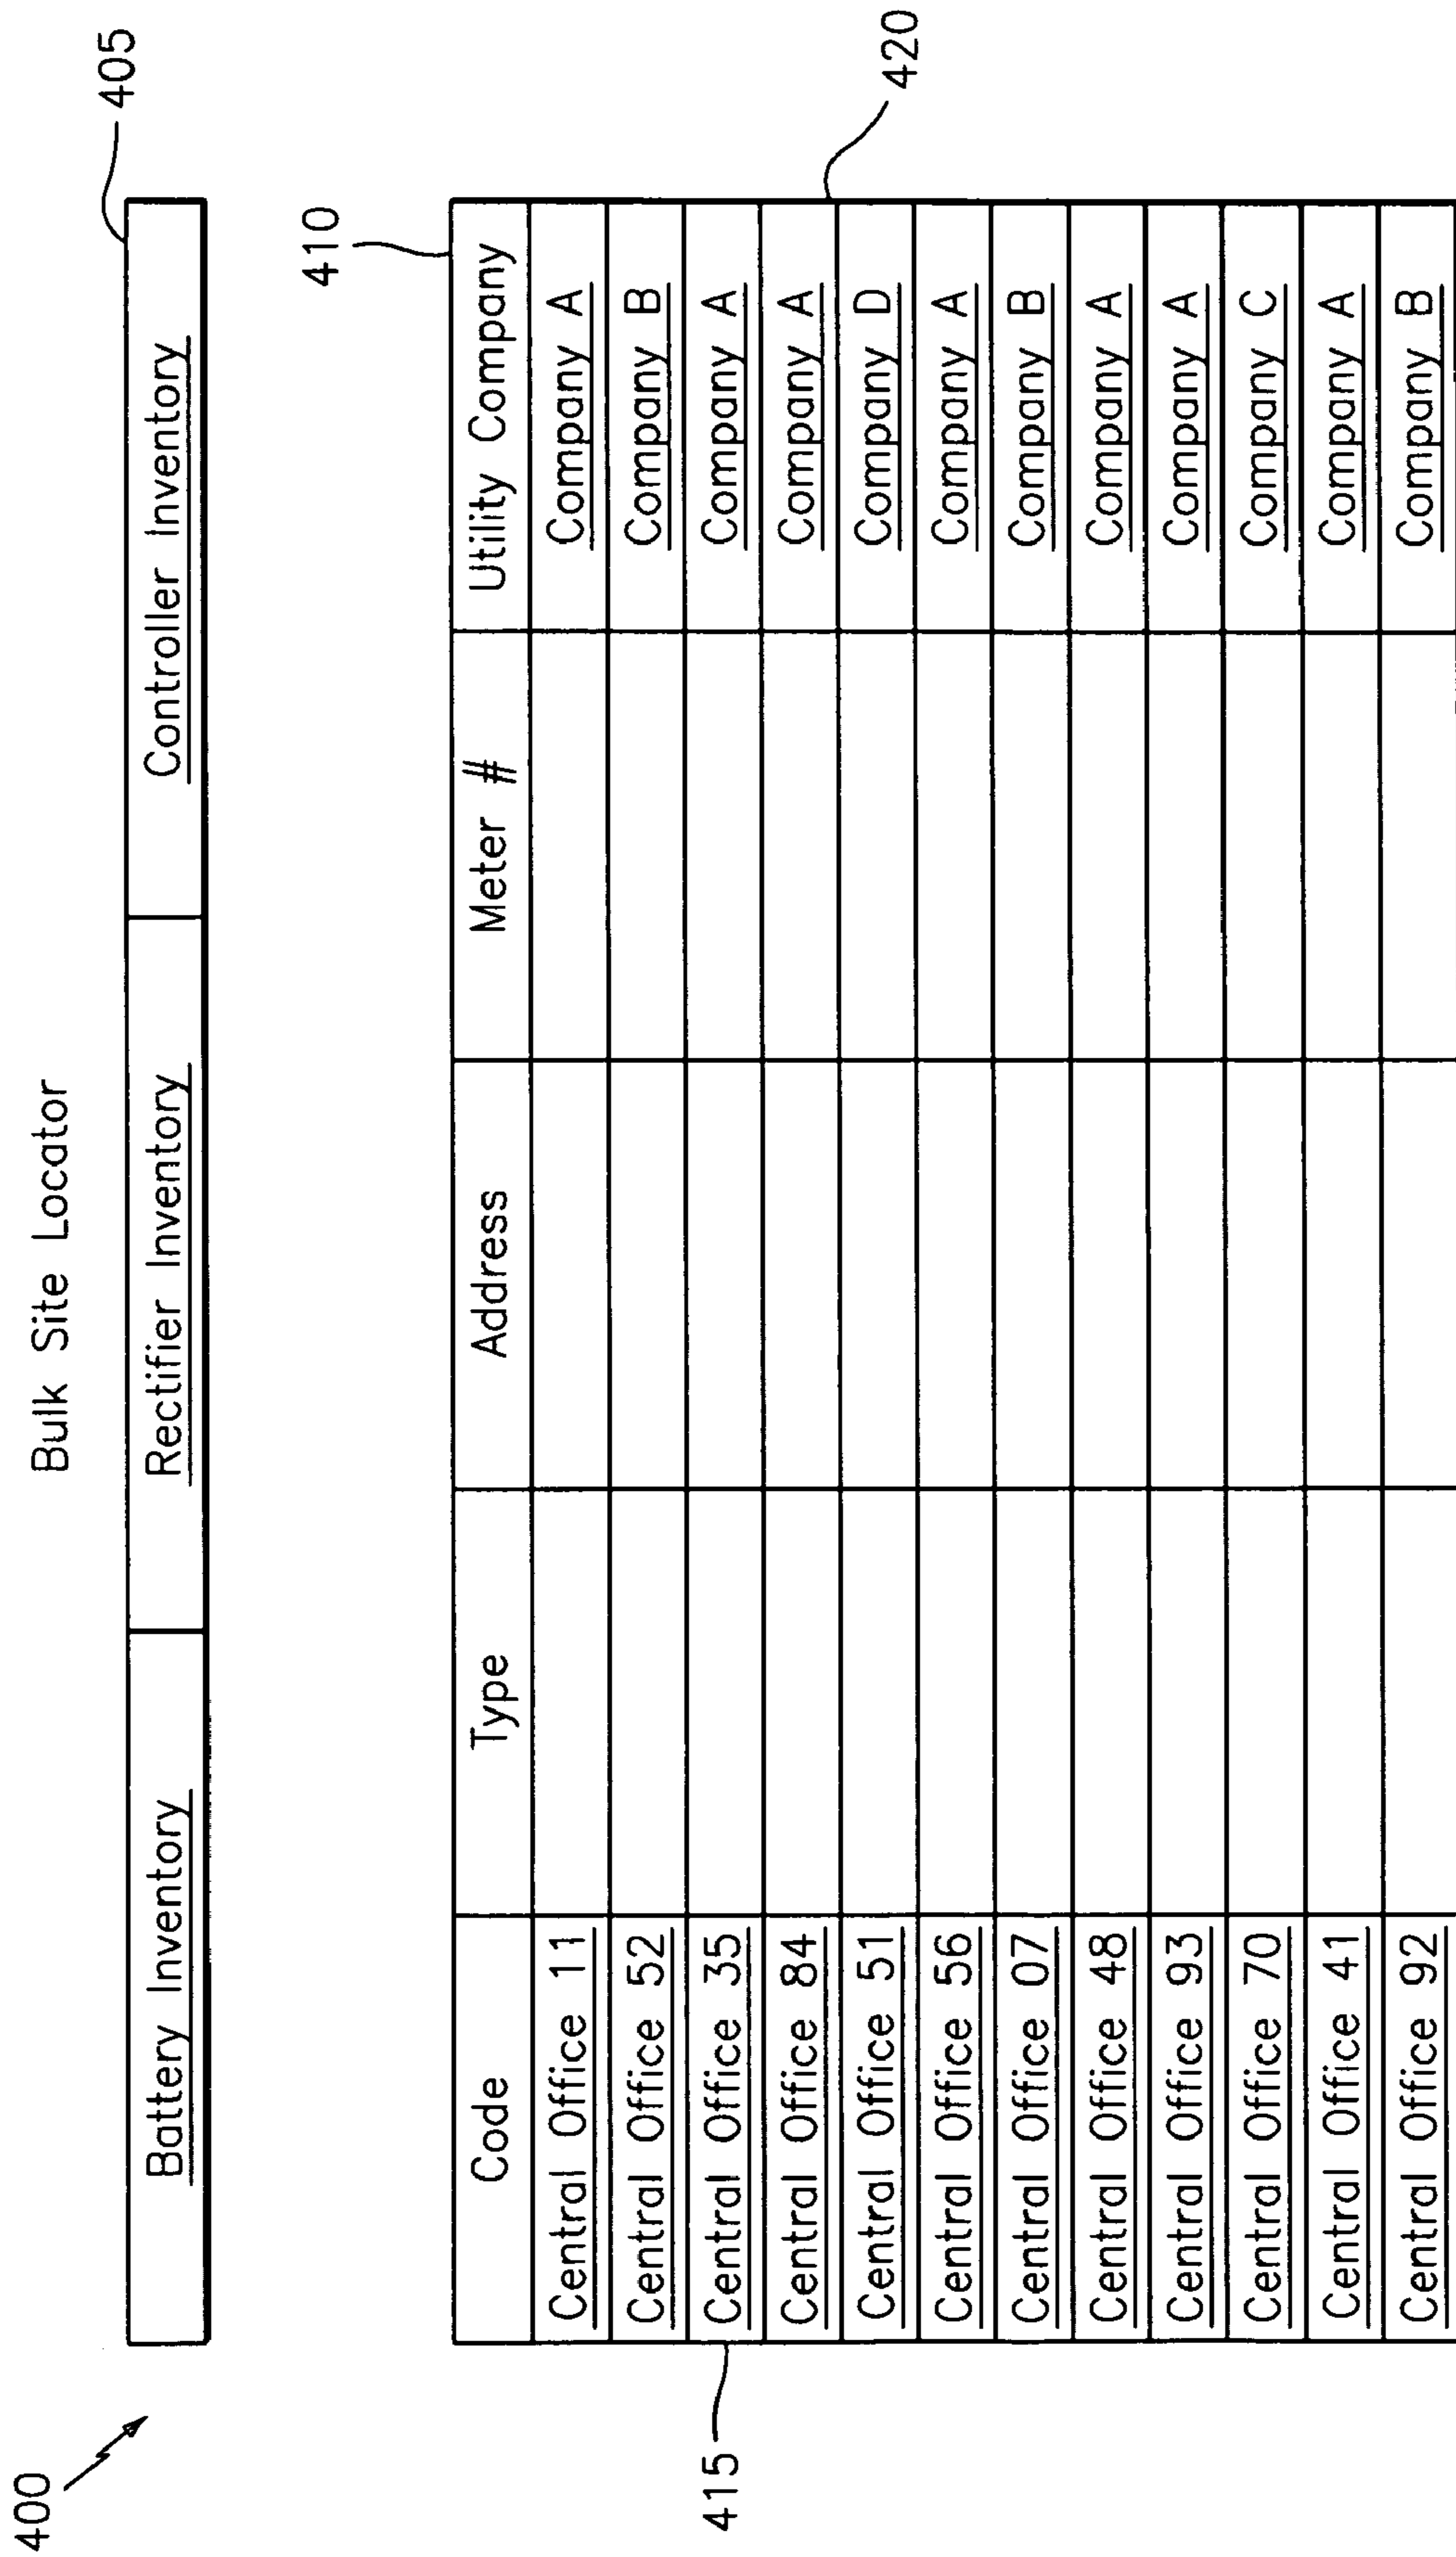 400
Bulk Site Locator
405
Battery Inventory Rectifier Inventory Controller Inventory
410
Code Type Address Meter # Utility Company
Central Office 11 Company A
Central Office 52 Company B
415
Central Office 35 Company A
Central Office 84 Company A
420
Central Office 51 Company D
Central Office 56 Company A
Central Office 07 Company B
Central Office 48 Company A
Central Office 93 Company A
Central Office 70 Company C
Central Office 41 Company A
Central Office 92 Company B